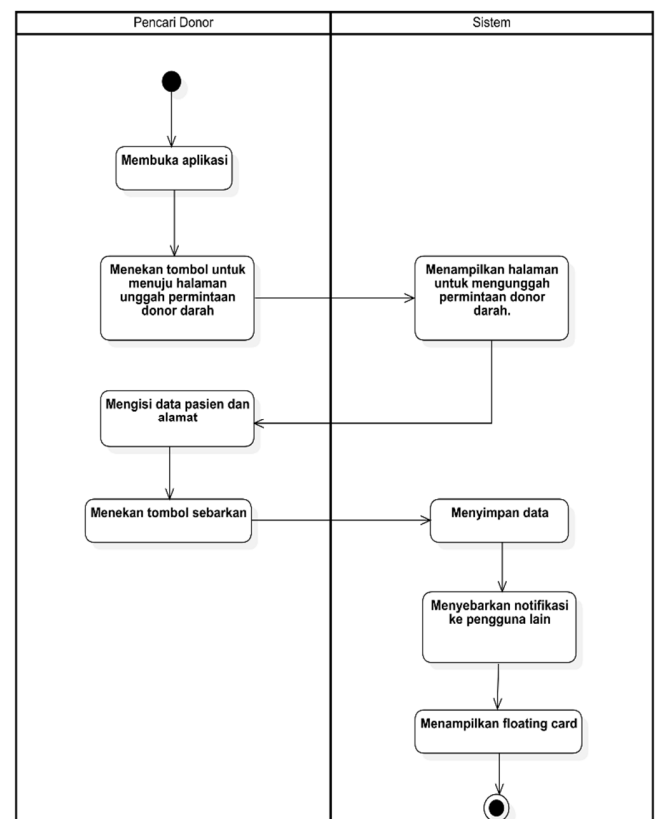 Pencari Donor
Sistem
Membuka aplikasi
Menekan tombol untuk
menuju halaman
unggah permintaan
donor darah
Menampilkan halaman
untuk mengunggah
permintaan donor
darah.
Mengisi data pasien dan
alamat
Menekan tombol sebarkan
Menyimpan data
Menyebarkan notifikasi
ke pengguna lain
Menampilkan floating card